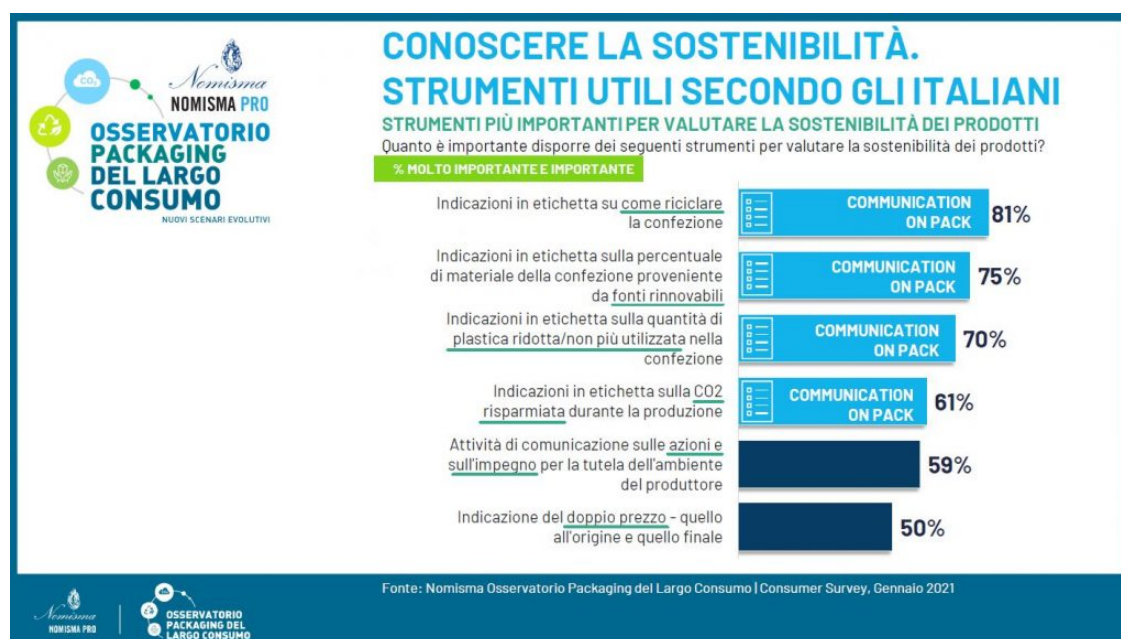 CO₂
Nomisma
NOMISMA PRO
OSSERVATORIO
PACKAGING
DEL LARGO
CONSUMO
NUOVI SCENARI EVOLUTIVI
CONOSCERE LA SOSTENIBILITÀ.
STRUMENTI UTILI SECONDO GLI ITALIANI
STRUMENTI PIÙ IMPORTANTI PER VALUTARE LA SOSTENIBILITÀ DEI PRODOTTI
Quanto è importante disporre dei seguenti strumenti per valutare la sostenibilità dei prodotti?
% MOLTO IMPORTANTE E IMPORTANTE
Indicazioni in etichetta su come riciclare
la confezione
COMMUNICATION
ON PACK
81%
Indicazioni in etichetta sulla percentuale
di materiale della confezione proveniente
da fonti rinnovabili
COMMUNICATION
ON PACK
75%
Indicazioni in etichetta sulla quantità di
plastica ridotta/non più utilizzata nella
confezione
COMMUNICATION
ON PACK
70%
Indicazioni in etichetta sulla CO2
risparmiata durante la produzione
COMMUNICATION
ON PACK
61%
Attività di comunicazione sulle azioni e
sull'impegno per la tutela dell'ambiente
del produttore
59%
Indicazione del doppio prezzo - quello
all'origine e quello finale
50%
Fonte: Nomisma Osservatorio Packaging del Largo Consumo | Consumer Survey, Gennaio 2021
Nomisma
NOMISMA PRO
OSSERVATORIO
PACKAGING DEL
LARGO CONSUMO